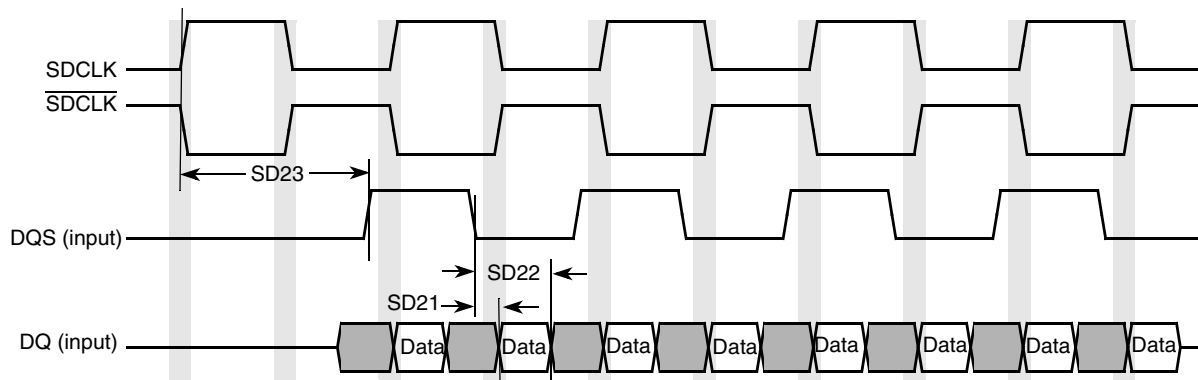 SDCLK
SDCLK
SD23
DQS (input)
SD22
SD21
DQ (input)
Data Data Data Data Data Data Data Data